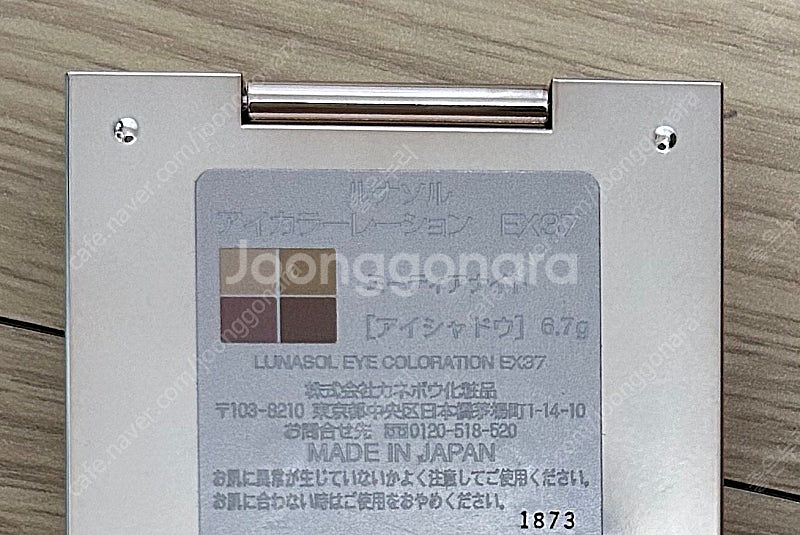 ルナソル
アイカラーレーション EX37
Joonggonara
[アイシャドウ] 6.7g
LUNASOL EYE COLORATION EX37
株式会社カネボウ化粧品
〒103-8210 東京都中央区日本橋茅場町1-14-10
お問合せ先 0120-518-520
MADE IN JAPAN
お肌に異常が生じていないかよく注意してご使用ください。
お肌に合わない時はご使用をおやめください。
1873
cafe.naver.com/joonggonara